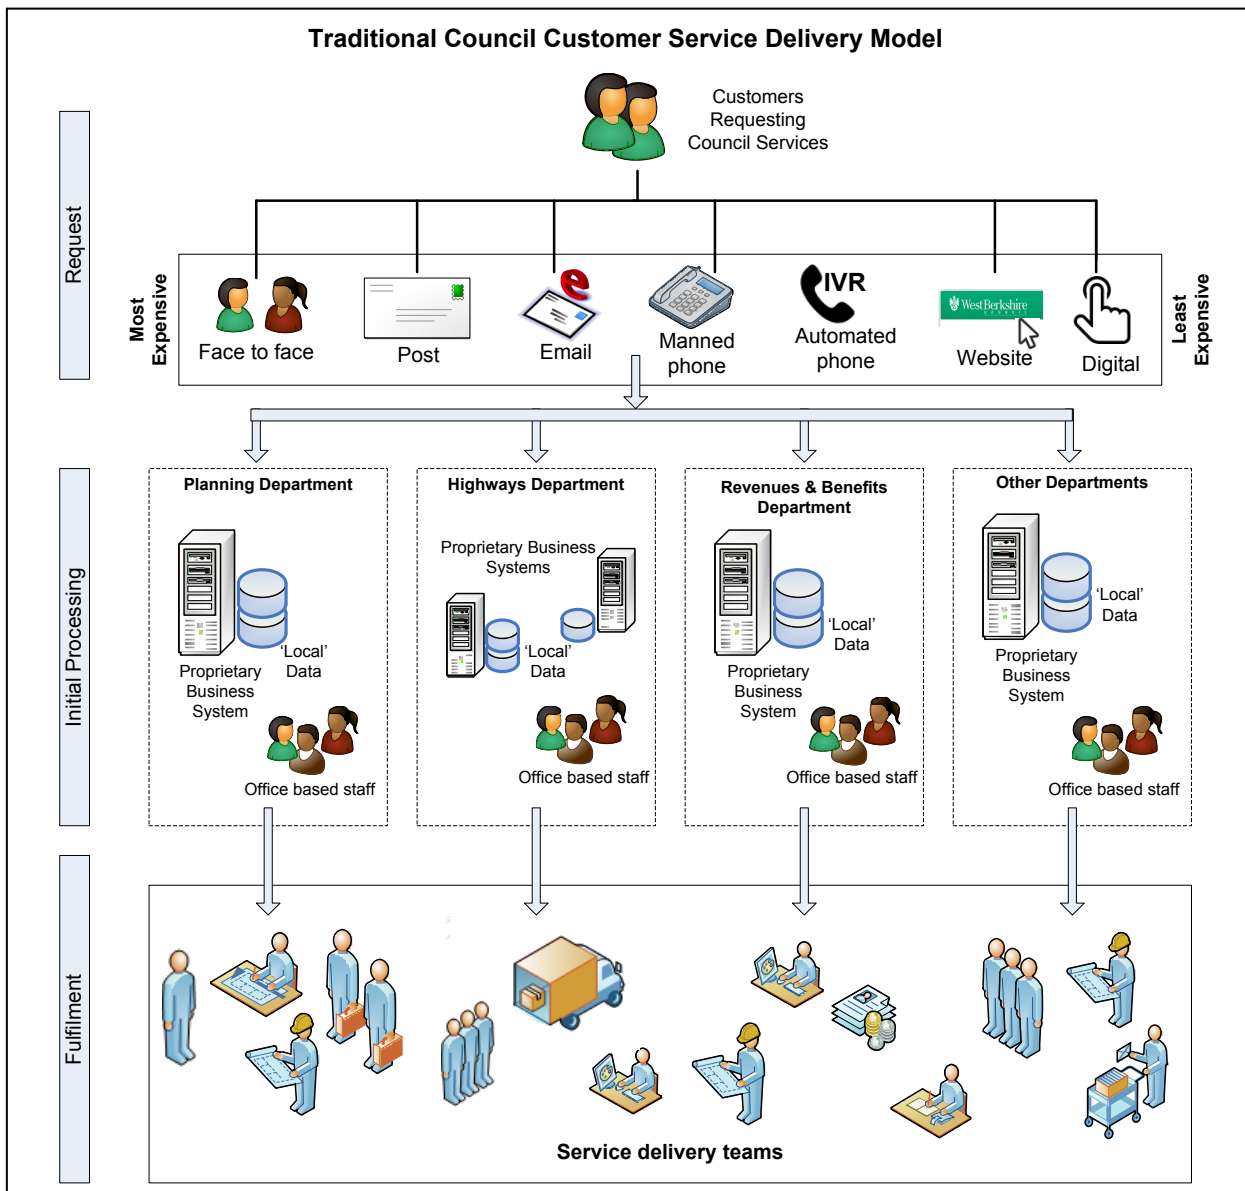 Traditional Council Customer Service Delivery Model
Customers
Requesting
Council Services
Request
Most
Expensive
Least
Expensive
Face to face
Post
e
Email
Manned
phone
IVR
Automated
phone
West Berkshire
COUNCIL
Website
Digital
Initial Processing
Planning Department
'Local'
Data
Proprietary
Business
System
Office based staff
Highways Department
Proprietary Business
Systems
'Local'
Data
Office based staff
Revenues & Benefits
Department
'Local'
Data
Proprietary
Business
System
Office based staff
Other Departments
'Local'
Data
Proprietary
Business
System
Office based staff
Fulfilment
Service delivery teams